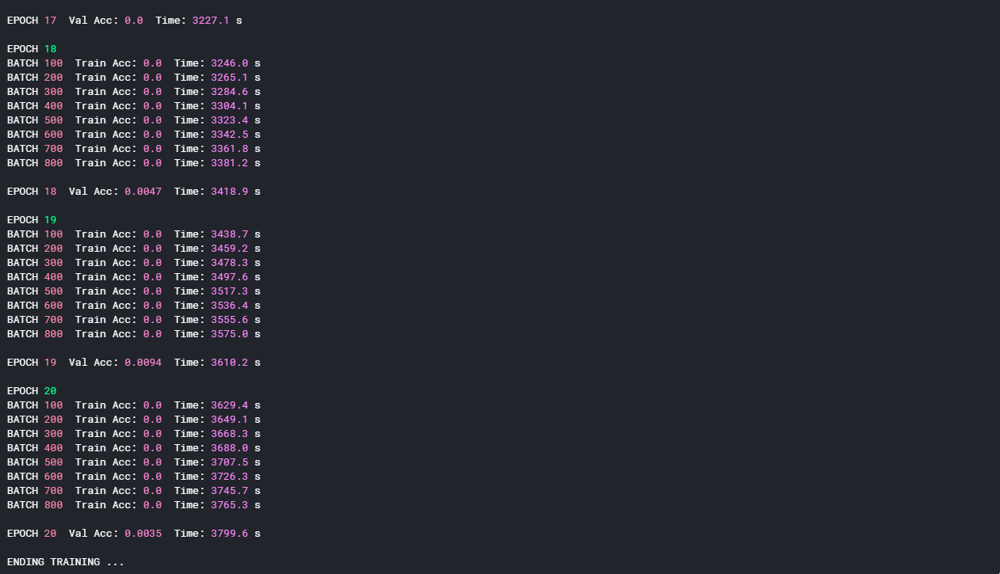 EPOCH 17 Val Acc: 0.0 Time: 3227.1 s
EPOCH 18
BATCH 100 Train Acc: 0.0 Time: 3246.0 s
BATCH 200 Train Acc: 0.0 Time: 3265.1 s
BATCH 300 Train Acc: 0.0 Time: 3284.6 s
BATCH 400 Train Acc: 0.0 Time: 3304.1 s
BATCH 500 Train Acc: 0.0 Time: 3323.4 s
BATCH 600 Train Acc: 0.0 Time: 3342.5 s
BATCH 700 Train Acc: 0.0 Time: 3361.8 s
BATCH 800 Train Acc: 0.0 Time: 3381.2 s
EPOCH 18 Val Acc: 0.0047 Time: 3418.9 s
EPOCH 19
BATCH 100 Train Acc: 0.0 Time: 3438.7 s
BATCH 200 Train Acc: 0.0 Time: 3459.2 s
BATCH 300 Train Acc: 0.0 Time: 3478.3 s
BATCH 400 Train Acc: 0.0 Time: 3497.6 s
BATCH 500 Train Acc: 0.0 Time: 3517.3 s
BATCH 600 Train Acc: 0.0 Time: 3536.4 s
BATCH 700 Train Acc: 0.0 Time: 3555.6 s
BATCH 800 Train Acc: 0.0 Time: 3575.0 s
EPOCH 19 Val Acc: 0.0094 Time: 3610.2 s
EPOCH 20
BATCH 100 Train Acc: 0.0 Time: 3629.4 s
BATCH 200 Train Acc: 0.0 Time: 3649.1 s
BATCH 300 Train Acc: 0.0 Time: 3668.3 s
BATCH 400 Train Acc: 0.0 Time: 3688.0 s
BATCH 500 Train Acc: 0.0 Time: 3707.5 s
BATCH 600 Train Acc: 0.0 Time: 3726.3 s
BATCH 700 Train Acc: 0.0 Time: 3745.7 s
BATCH 800 Train Acc: 0.0 Time: 3765.3 s
EPOCH 20 Val Acc: 0.0035 Time: 3799.6 s
ENDING TRAINING ...